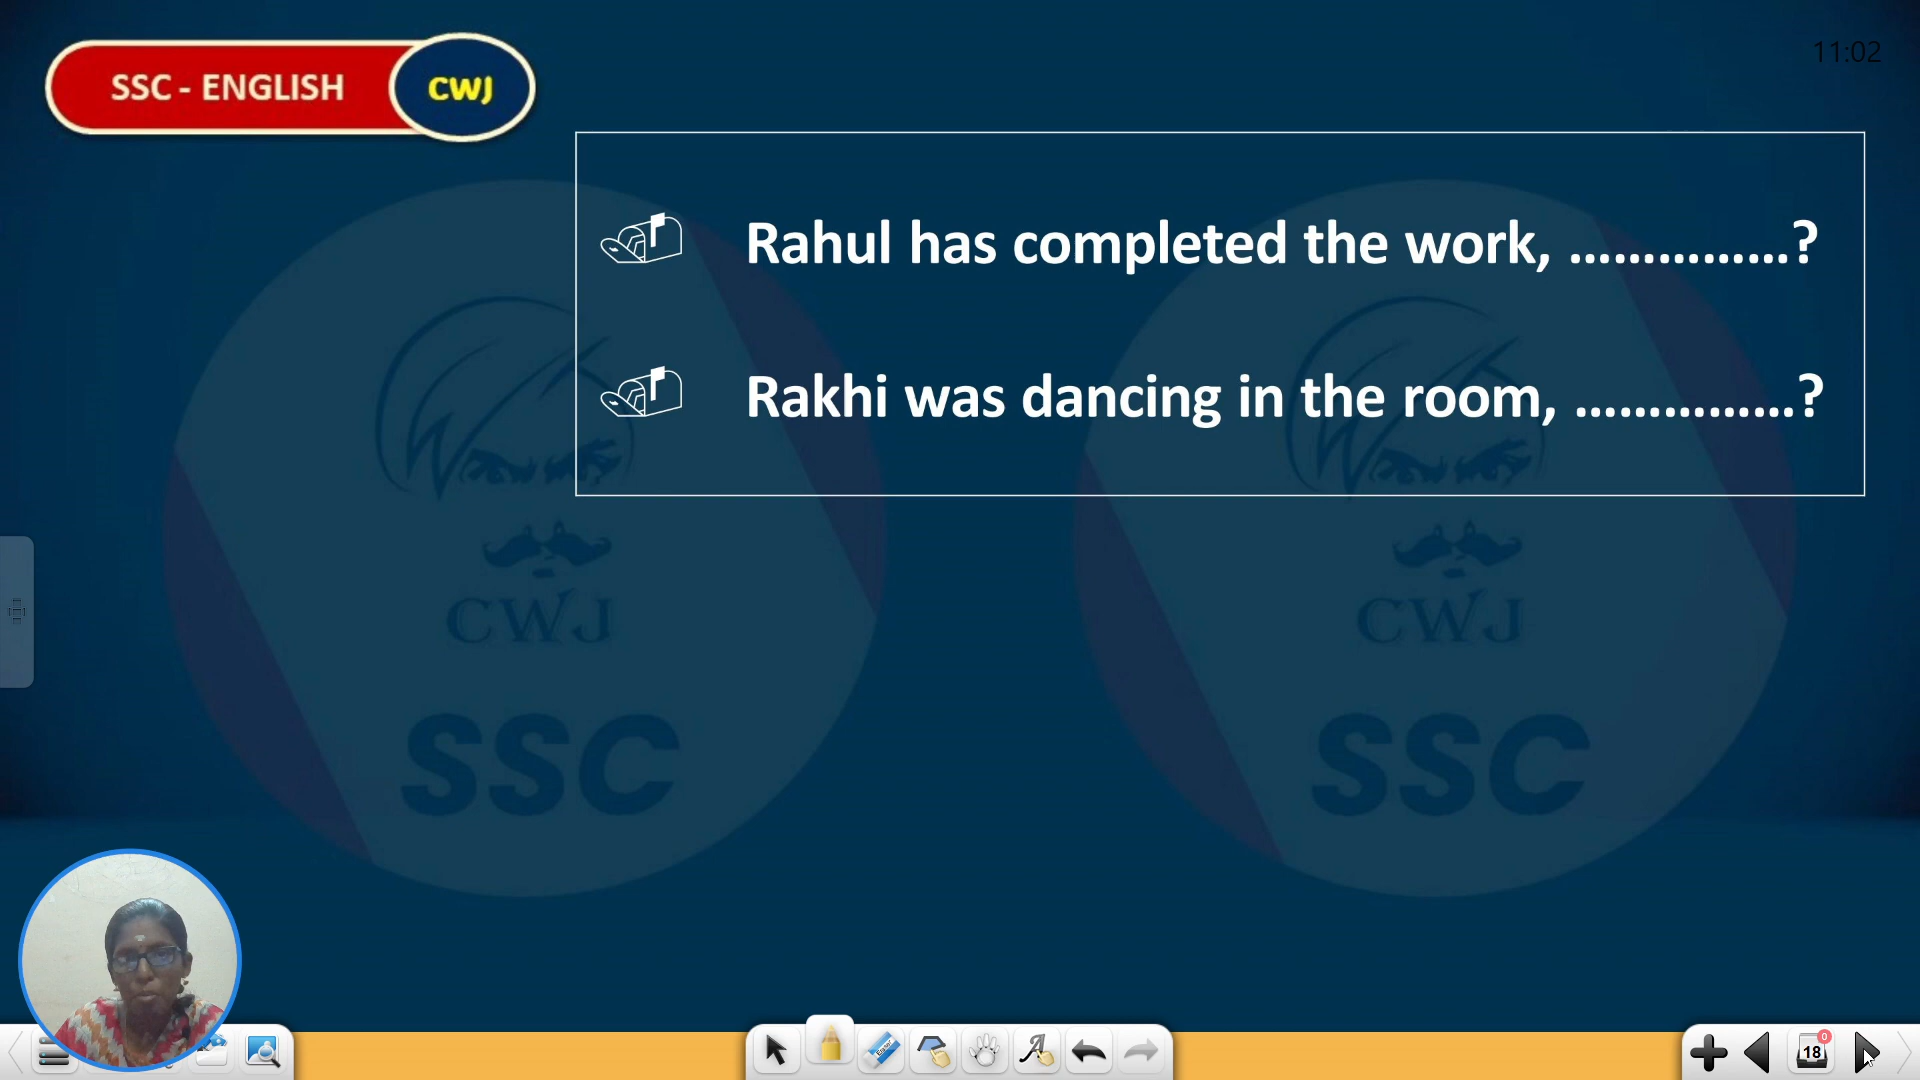 SSC - ENGLISH CWJ
11:02
Rahul has completed the work, ……………?
Rakhi was dancing in the room, ……………?
CWJ CWJ
SSC SSC
18
0